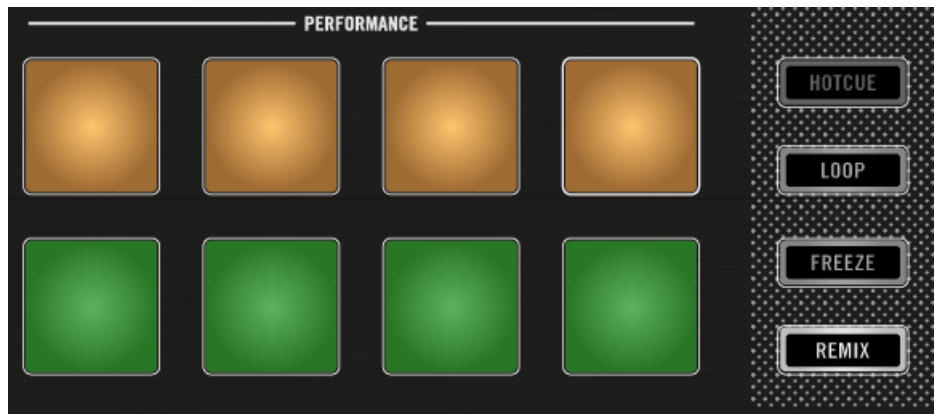 PERFORMANCE
HOTCUE
LOOP
FREEZE
REMIX